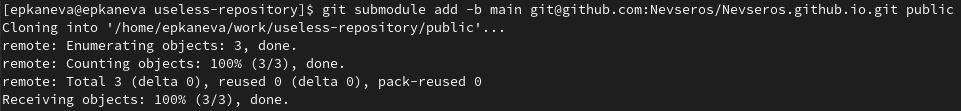 [epkaneva@epkaneva useless-repository]$ git submodule add -b main git@github.com:Nevseros/Nevseros.github.io.git public
Cloning into '/home/epkaneva/work/useless-repository/public'...
remote: Enumerating objects: 3, done.
remote: Counting objects: 100% (3/3), done.
remote: Total 3 (delta 0), reused 0 (delta 0), pack-reused 0
Receiving objects: 100% (3/3), done.